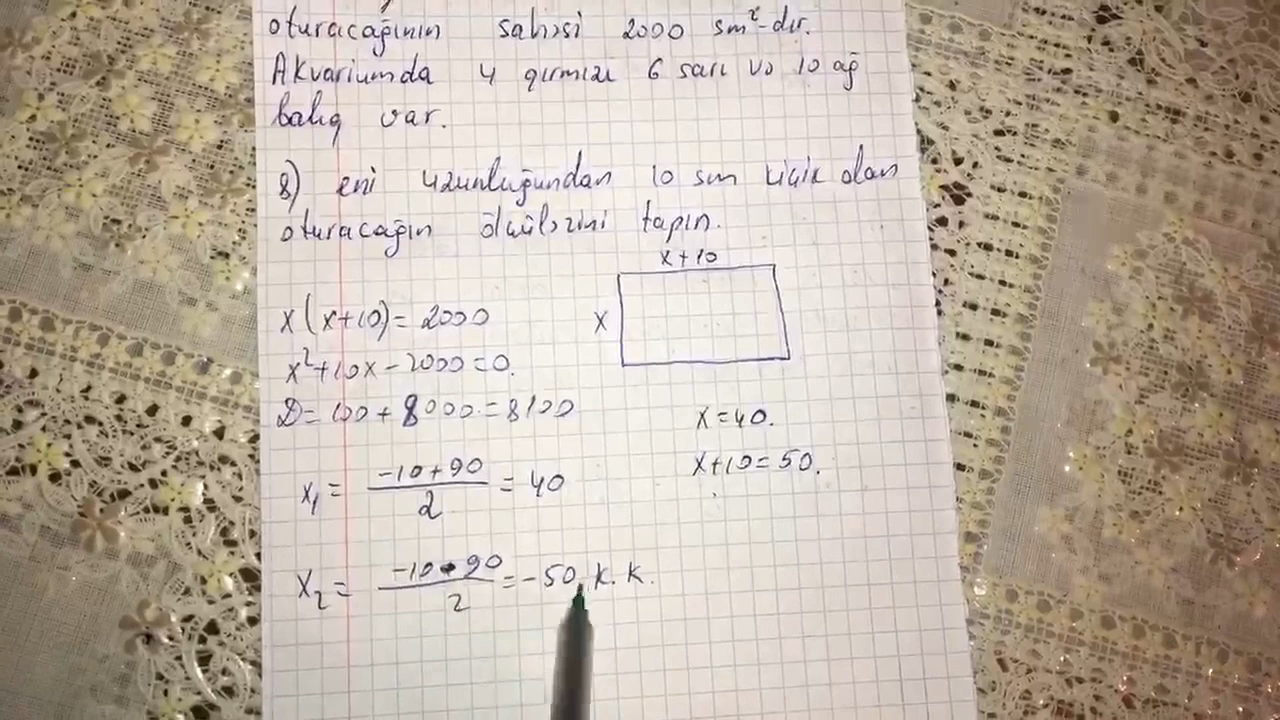 oturacağının sahəsi 2000 sm²-dır.
Akvariumda 4 qırmızı 6 sarı və 10 ağ
balıq var.
8) eni uzunluğundan 10 sm kiçik olan
oturacağın ölçülərini tapın.
x+10
x
x(x+10)=2000
x²+10x-2000=0.
D=100+8000=8100
x=40.
x+10=50.
x₁= (-10+90)/2 =40
x₂= (-10-90)/2 =-50 k.k.